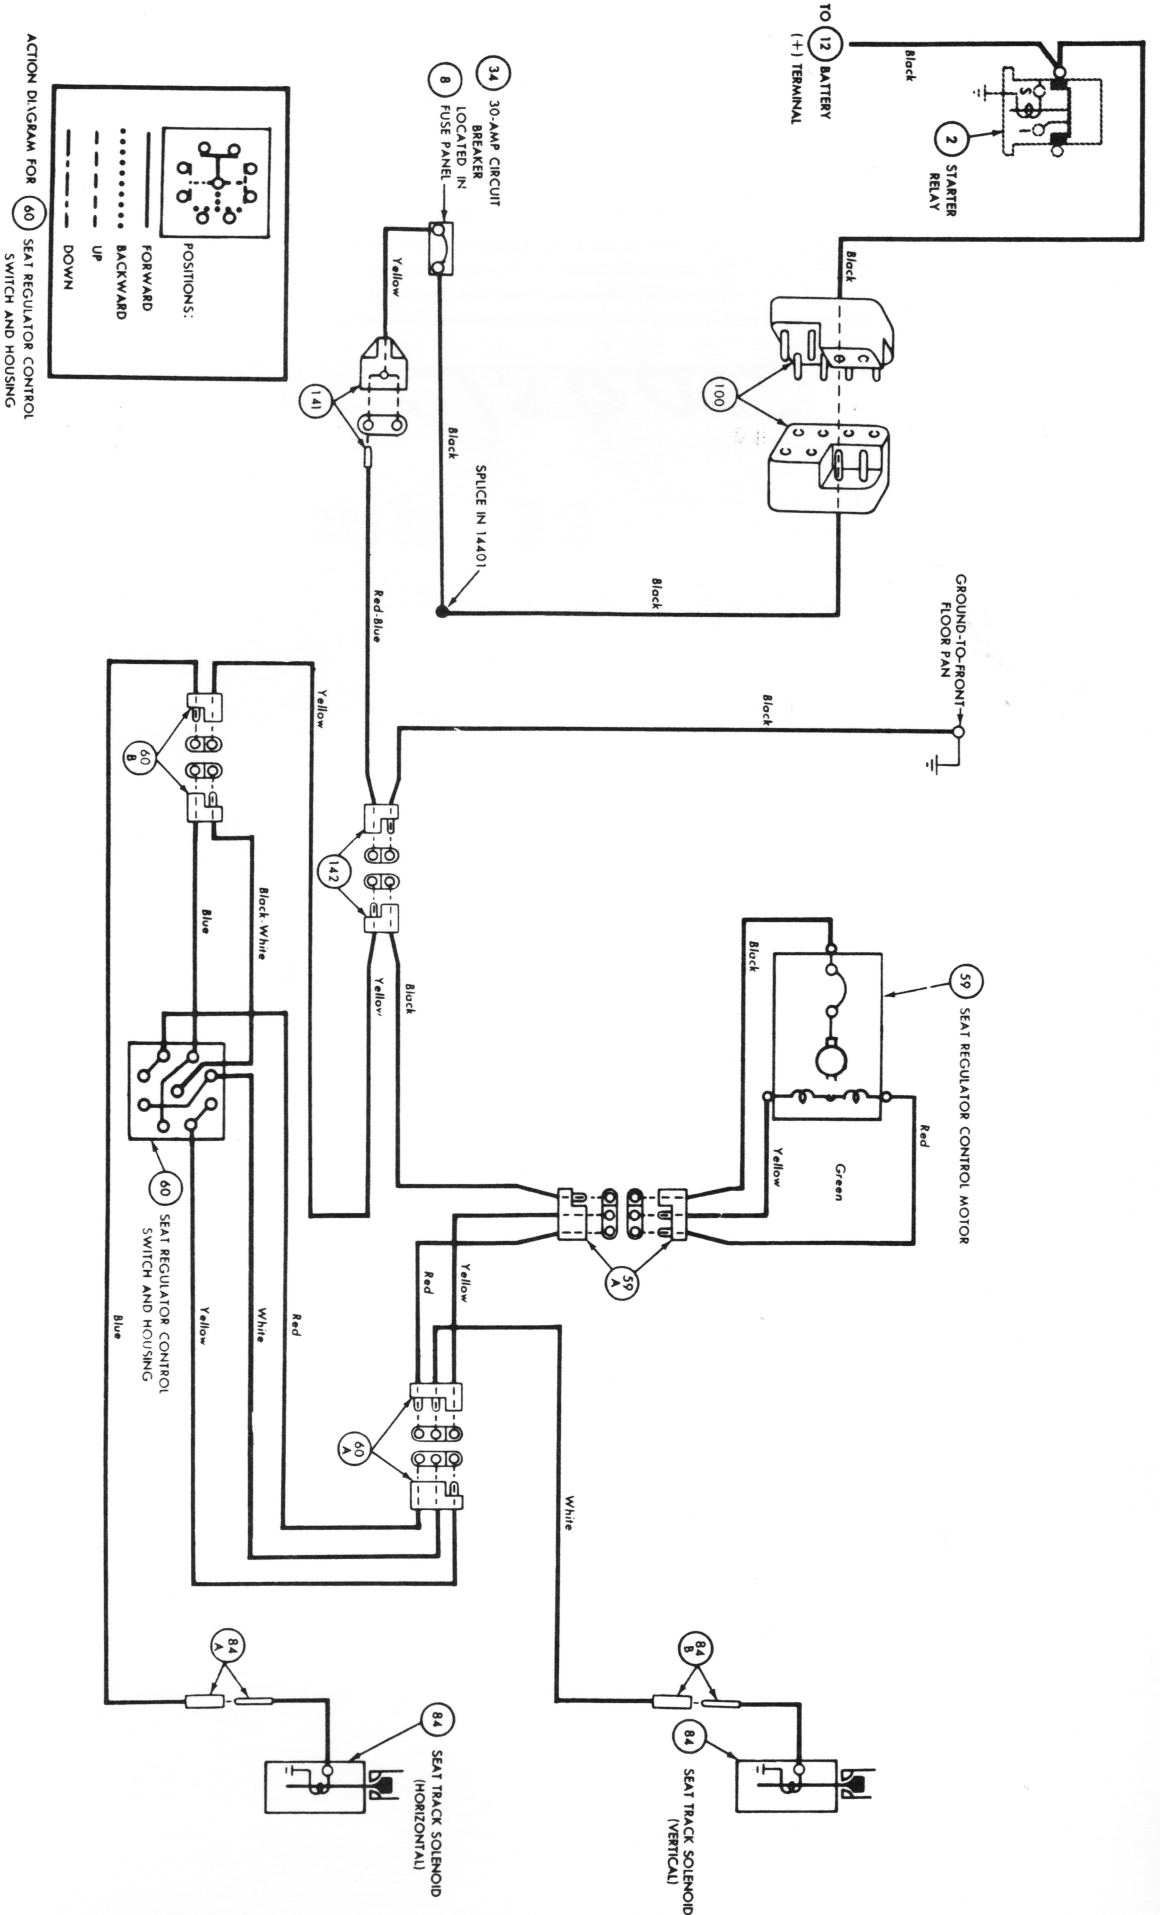 TO 12 BATTERY
(+) TERMINAL
Black
2 STARTER
RELAY
S
I
34 30-AMP CIRCUIT
BREAKER
8 LOCATED IN
FUSE PANEL
Black
C
100
C C C C
C C
Yellow
Black
141
SPLICE IN 14401
Black
Red-Blue
GROUND-TO-FRONT
FLOOR PAN
Black
POSITIONS:
FORWARD
BACKWARD
UP
DOWN
ACTION DIAGRAM FOR 60 SEAT REGULATOR CONTROL
SWITCH AND HOUSING
Yellow
60
B
142
Blue
Black-White
Yellow
Black
59 SEAT REGULATOR CONTROL MOTOR
Black
Yellow
Green
Red
59
A
60 SEAT REGULATOR CONTROL
SWITCH AND HOUSING
Blue
Yellow
White
Red
Red
Yellow
60
A
White
84
A
84
B
84 SEAT TRACK SOLENOID
(HORIZONTAL)
84 SEAT TRACK SOLENOID
(VERTICAL)